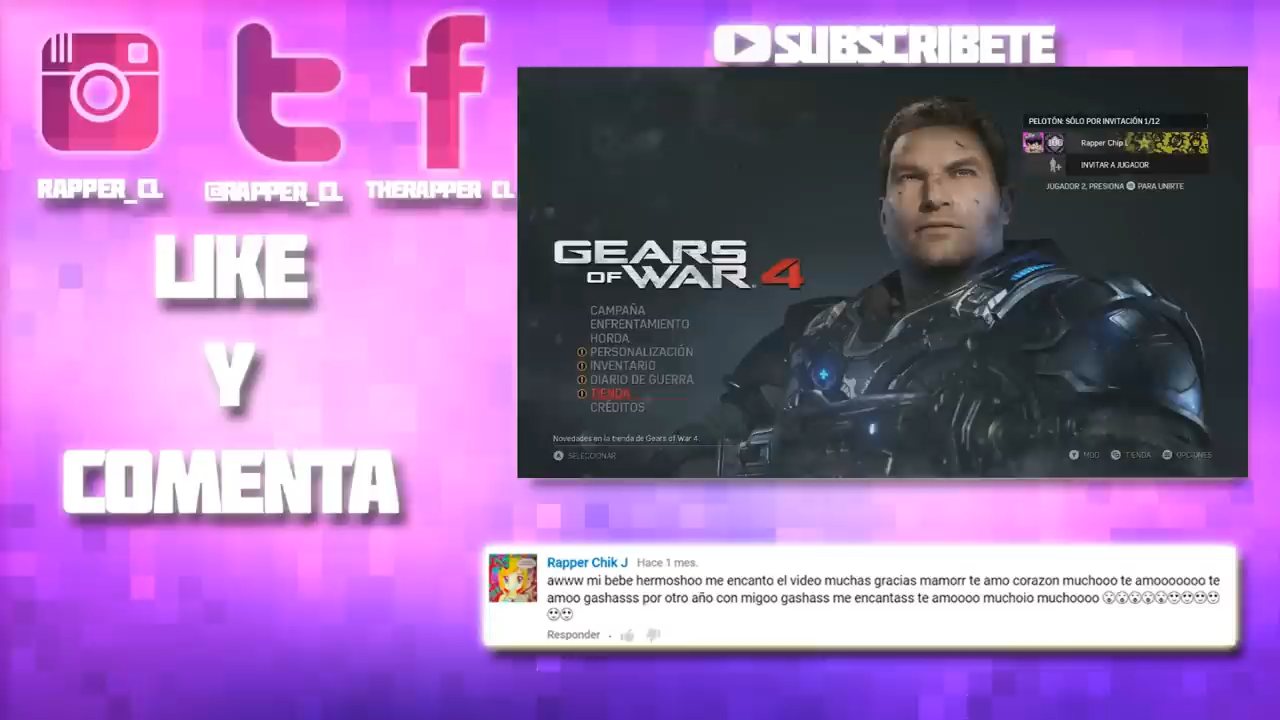 SUBSCRIBETE
RAPPER_CL
@RAPPER_CL
THERAPPER CL
LIKE
Y
COMENTA
PELOTÓN: SÓLO POR INVITACIÓN 1/12
Rapper Chip
INVITAR A JUGADOR
JUGADOR 2, PRESIONA PARA UNIRTE
GEARS
OF WAR 4
CAMPAÑA
ENFRENTAMIENTO
HORDA
PERSONALIZACIÓN
INVENTARIO
DIARIO DE GUERRA
TIENDA
CRÉDITOS
Novedades en la tienda de Gears of War 4.
A SELECCIONAR
Y MDD TIENDA OPCIONES
Rapper Chik J Hace 1 mes.
awww mi bebe hermoshoo me encanto el video muchas gracias mamorr te amo corazon muchooo te amooooooo te
amoo gashasss por otro año con migoo gashass me encantass te amoooo muchoio muchoooo
Responder .